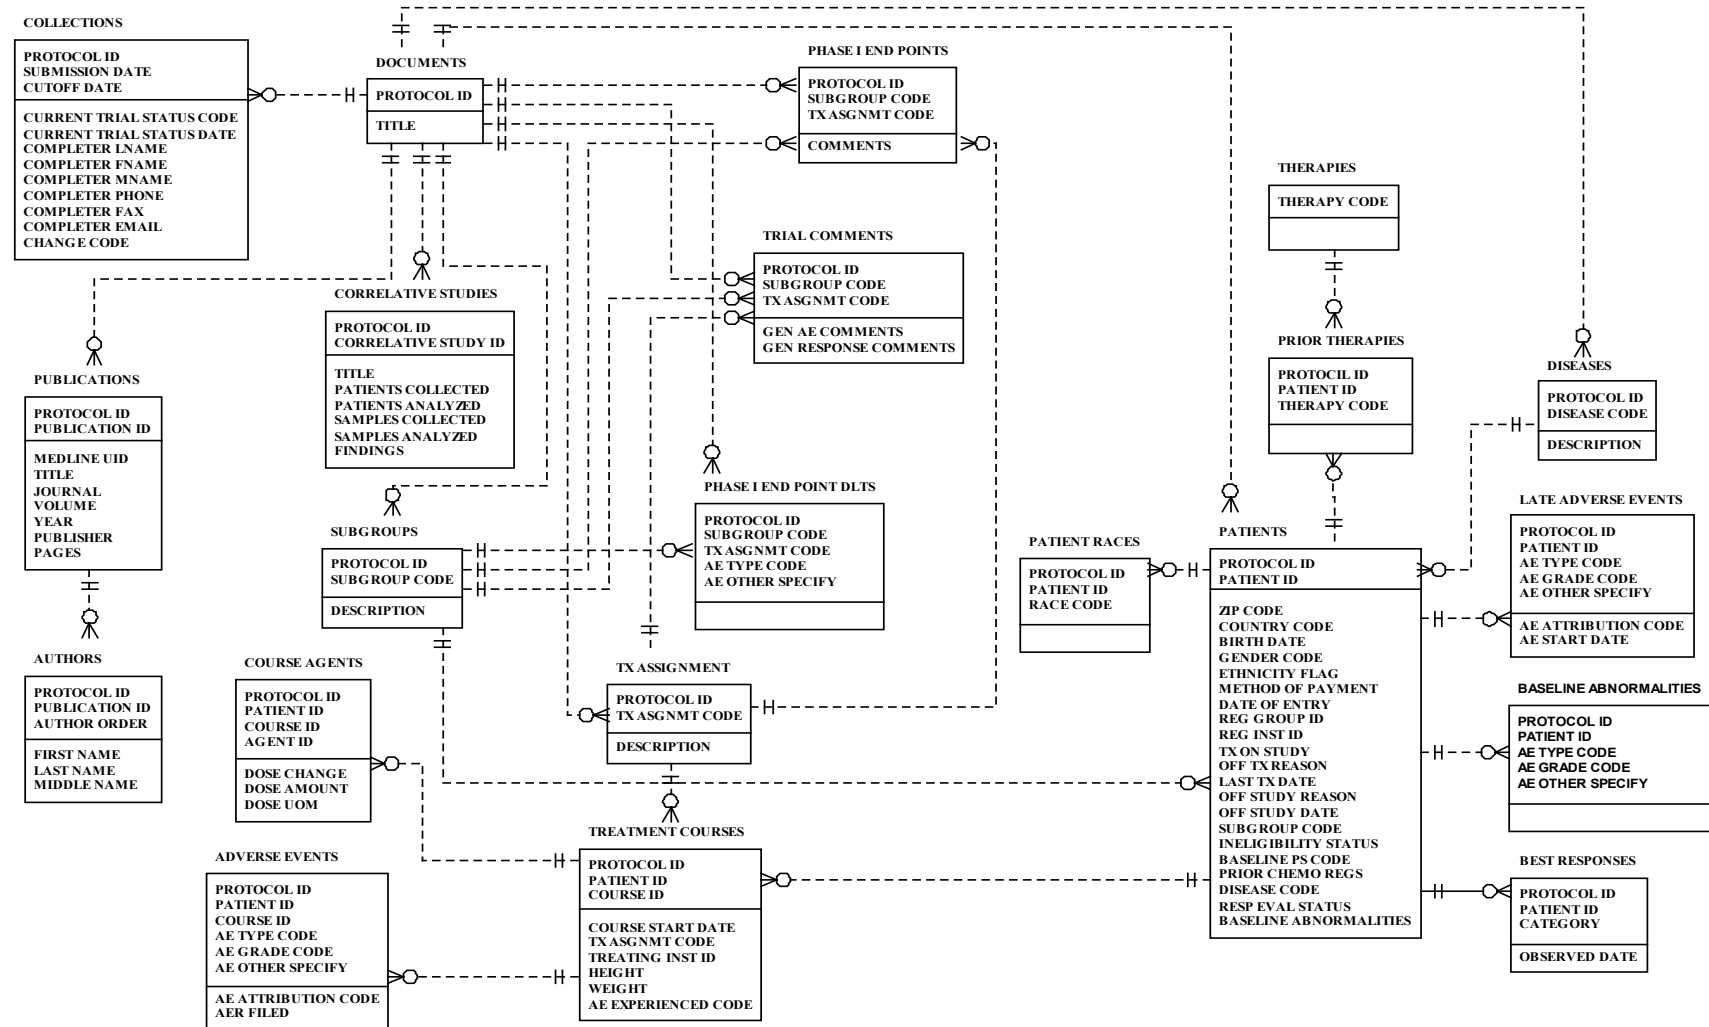 COLLECTIONS
PROTOCOL ID
SUBMISSION DATE
CUTOFF DATE
CURRENT TRIAL STATUS CODE
CURRENT TRIAL STATUS DATE
COMPLETER LNAME
COMPLETER FNAME
COMPLETER MNAME
COMPLETER PHONE
COMPLETER FAX
COMPLETER EMAIL
CHANGE CODE
DOCUMENTS
PROTOCOL ID
TITLE
PHASE I END POINTS
PROTOCOL ID
SUBGROUP CODE
TX ASGNMT CODE
COMMENTS
THERAPIES
THERAPY CODE
TRIAL COMMENTS
PROTOCOL ID
SUBGROUP CODE
TX ASGNMT CODE
GEN AE COMMENTS
GEN RESPONSE COMMENTS
CORRELATIVE STUDIES
PROTOCOL ID
CORRELATIVE STUDY ID
TITLE
PATIENTS COLLECTED
PATIENTS ANALYZED
SAMPLES COLLECTED
SAMPLES ANALYZED
FINDINGS
PRIOR THERAPIES
PROTOCIL ID
PATIENT ID
THERAPY CODE
DISEASES
PROTOCOL ID
DISEASE CODE
DESCRIPTION
PUBLICATIONS
PROTOCOL ID
PUBLICATION ID
MEDLINE UID
TITLE
JOURNAL
VOLUME
YEAR
PUBLISHER
PAGES
PHASE I END POINT DLTS
PROTOCOL ID
SUBGROUP CODE
TX ASGNMT CODE
AE TYPE CODE
AE OTHER SPECIFY
SUBGROUPS
PROTOCOL ID
SUBGROUP CODE
DESCRIPTION
PATIENT RACES
PROTOCOL ID
PATIENT ID
RACE CODE
PATIENTS
PROTOCOL ID
PATIENT ID
ZIP CODE
COUNTRY CODE
BIRTH DATE
GENDER CODE
ETHNICITY FLAG
METHOD OF PAYMENT
DATE OF ENTRY
REG GROUP ID
REG INST ID
TX ON STUDY
OFF TX REASON
LAST TX DATE
OFF STUDY REASON
OFF STUDY DATE
SUBGROUP CODE
INELIGIBILITY STATUS
BASELINE PS CODE
PRIOR CHEMO REGS
DISEASE CODE
RESP EVAL STATUS
BASELINE ABNORMALITIES
LATE ADVERSE EVENTS
PROTOCOL ID
PATIENT ID
AE TYPE CODE
AE GRADE CODE
AE OTHER SPECIFY
AE ATTRIBUTION CODE
AE START DATE
AUTHORS
PROTOCOL ID
PUBLICATION ID
AUTHOR ORDER
FIRST NAME
LAST NAME
MIDDLE NAME
COURSE AGENTS
PROTOCOL ID
PATIENT ID
COURSE ID
AGENT ID
DOSE CHANGE
DOSE AMOUNT
DOSE UOM
TX ASSIGNMENT
PROTOCOL ID
TX ASGNMT CODE
DESCRIPTION
BASELINE ABNORMALITIES
PROTOCOL ID
PATIENT ID
AE TYPE CODE
AE GRADE CODE
AE OTHER SPECIFY
TREATMENT COURSES
PROTOCOL ID
PATIENT ID
COURSE ID
COURSE START DATE
TX ASGNMT CODE
TREATING INST ID
HEIGHT
WEIGHT
AE EXPERIENCED CODE
ADVERSE EVENTS
PROTOCOL ID
PATIENT ID
COURSE ID
AE TYPE CODE
AE GRADE CODE
AE OTHER SPECIFY
AE ATTRIBUTION CODE
AER FILED
BEST RESPONSES
PROTOCOL ID
PATIENT ID
CATEGORY
OBSERVED DATE